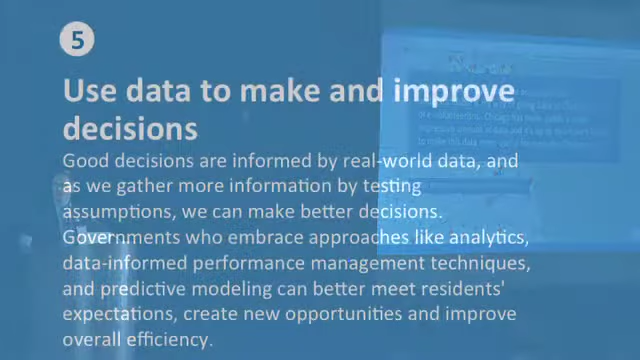 5
Use data to make and improve
decisions
Good decisions are informed by real-world data, and
as we gather more information by testing
assumptions, we can make better decisions.
Governments who embrace approaches like analytics,
data-informed performance management techniques,
and predictive modeling can better meet residents'
expectations, create new opportunities and improve
overall efficiency.